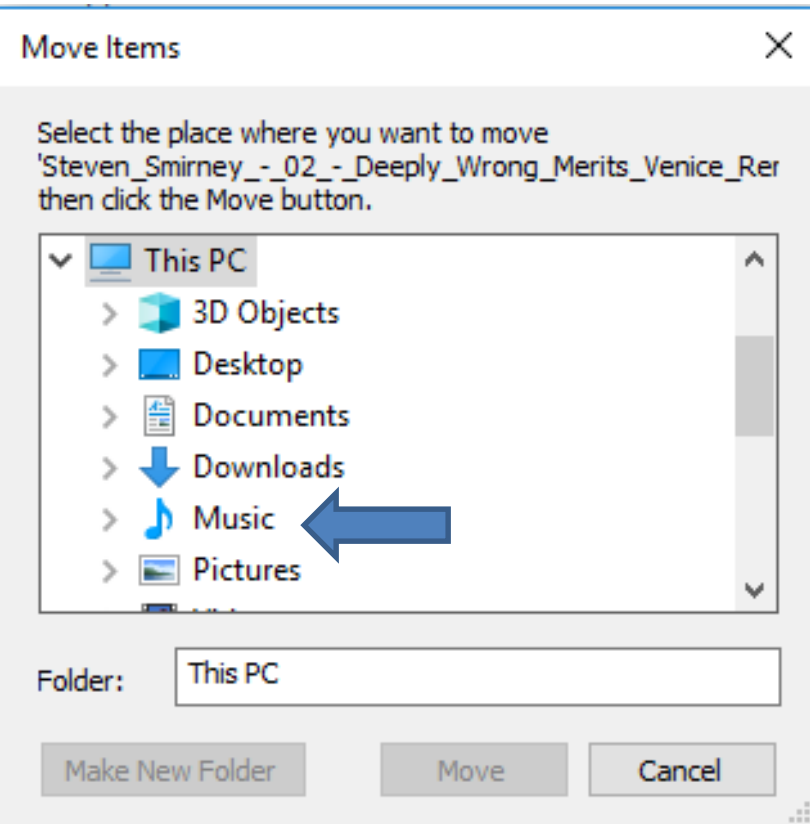 Move Items
Select the place where you want to move
'Steven_Smirney_-_02_-_Deeply_Wrong_Merits_Venice_Rer
then click the Move button.
This PC
3D Objects
Desktop
Documents
Downloads
Music
Pictures
Folder: This PC
Make New Folder Move Cancel